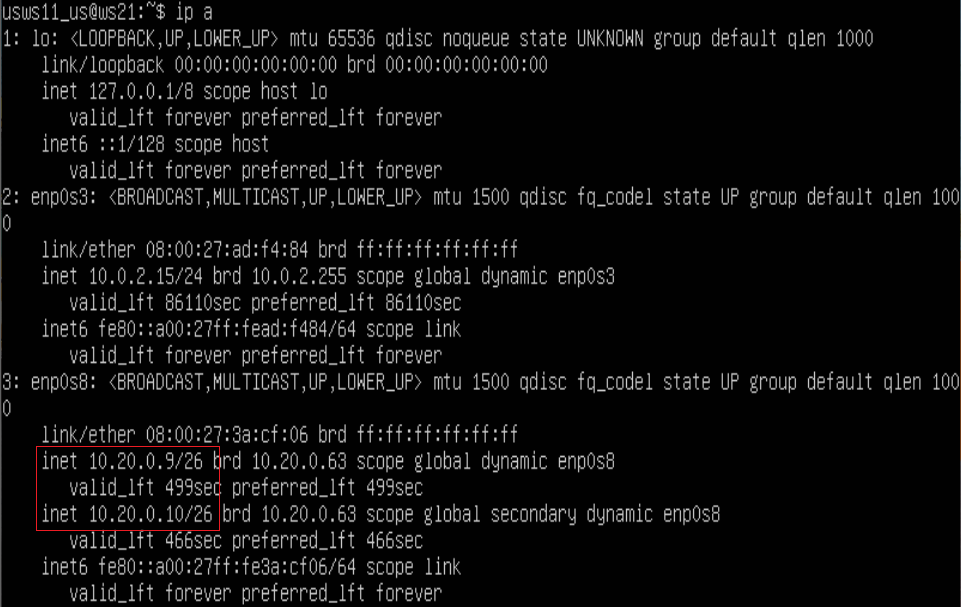 usws11_us@ws21:~$ ip a
1: lo: <LOOPBACK,UP,LOWER_UP> mtu 65536 qdisc noqueue state UNKNOWN group default qlen 1000
    link/loopback 00:00:00:00:00:00 brd 00:00:00:00:00:00
    inet 127.0.0.1/8 scope host lo
       valid_lft forever preferred_lft forever
    inet6 ::1/128 scope host
       valid_lft forever preferred_lft forever
2: enp0s3: <BROADCAST,MULTICAST,UP,LOWER_UP> mtu 1500 qdisc fq_codel state UP group default qlen 100
0
    link/ether 08:00:27:ad:f4:84 brd ff:ff:ff:ff:ff:ff
    inet 10.0.2.15/24 brd 10.0.2.255 scope global dynamic enp0s3
       valid_lft 86110sec preferred_lft 86110sec
    inet6 fe80::a00:27ff:fead:f484/64 scope link
       valid_lft forever preferred_lft forever
3: enp0s8: <BROADCAST,MULTICAST,UP,LOWER_UP> mtu 1500 qdisc fq_codel state UP group default qlen 100
0
    link/ether 08:00:27:3a:cf:06 brd ff:ff:ff:ff:ff:ff
    inet 10.20.0.9/26 brd 10.20.0.63 scope global dynamic enp0s8
       valid_lft 499sec preferred_lft 499sec
    inet 10.20.0.10/26 brd 10.20.0.63 scope global secondary dynamic enp0s8
       valid_lft 466sec preferred_lft 466sec
    inet6 fe80::a00:27ff:fe3a:cf06/64 scope link
       valid_lft forever preferred_lft forever